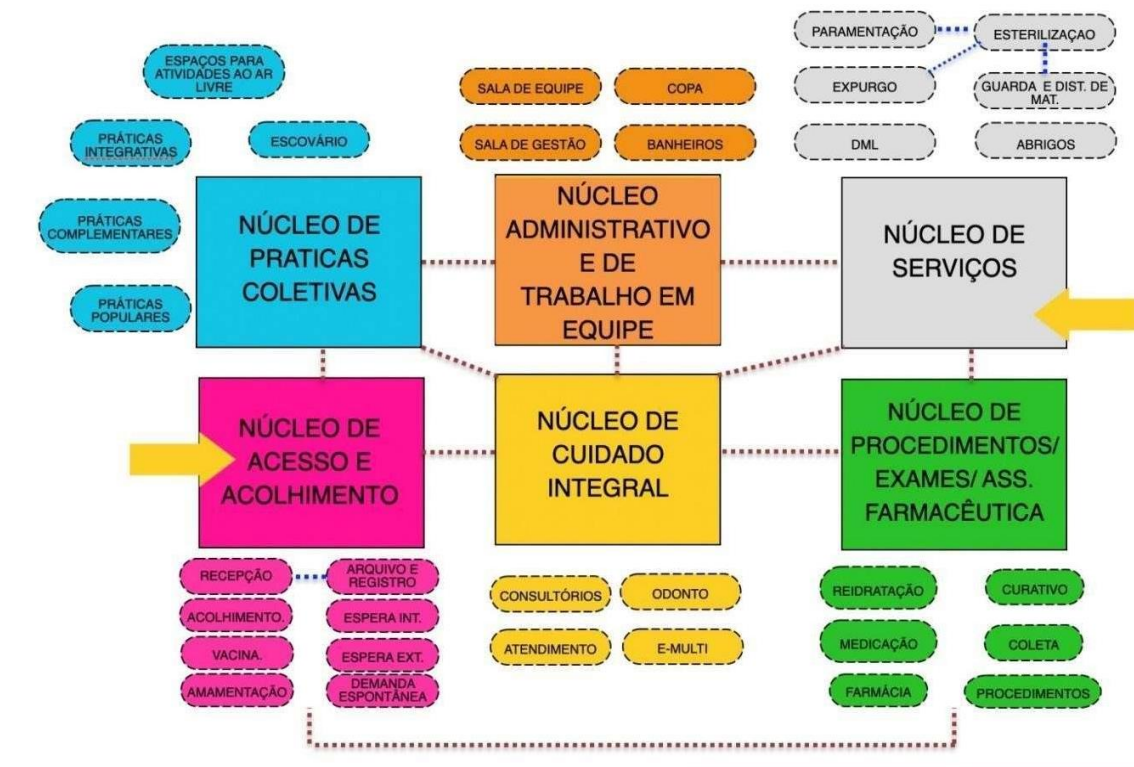 ESPAÇOS PARA
ATIVIDADES AO AR
LIVRE
PRÁTICAS
INTEGRATIVAS
ESCOVÁRIO
PRÁTICAS
COMPLEMENTARES
PRÁTICAS
POPULARES
NÚCLEO DE
PRATICAS
COLETIVAS
SALA DE EQUIPE
COPA
SALA DE GESTÃO
BANHEIROS
NÚCLEO
ADMINISTRATIVO
E DE
TRABALHO EM
EQUIPE
PARAMENTAÇÃO
ESTERILIZAÇAO
EXPURGO
GUARDA E DIST. DE
MAT.
DML
ABRIGOS
NÚCLEO DE
SERVIÇOS
NÚCLEO DE
ACESSO E
ACOLHIMENTO
RECEPÇÃO
ARQUIVO E
REGISTRO
ACOLHIMENTO.
ESPERA INT.
VACINA.
ESPERA EXT.
AMAMENTAÇÃO
DEMANDA
ESPONTÂNEA
NÚCLEO DE
CUIDADO
INTEGRAL
CONSULTÓRIOS
ODONTO
ATENDIMENTO
E-MULTI
NÚCLEO DE
PROCEDIMENTOS/
EXAMES/ ASS.
FARMACÊUTICA
REIDRATAÇÃO
CURATIVO
MEDICAÇÃO
COLETA
FARMÁCIA
PROCEDIMENTOS